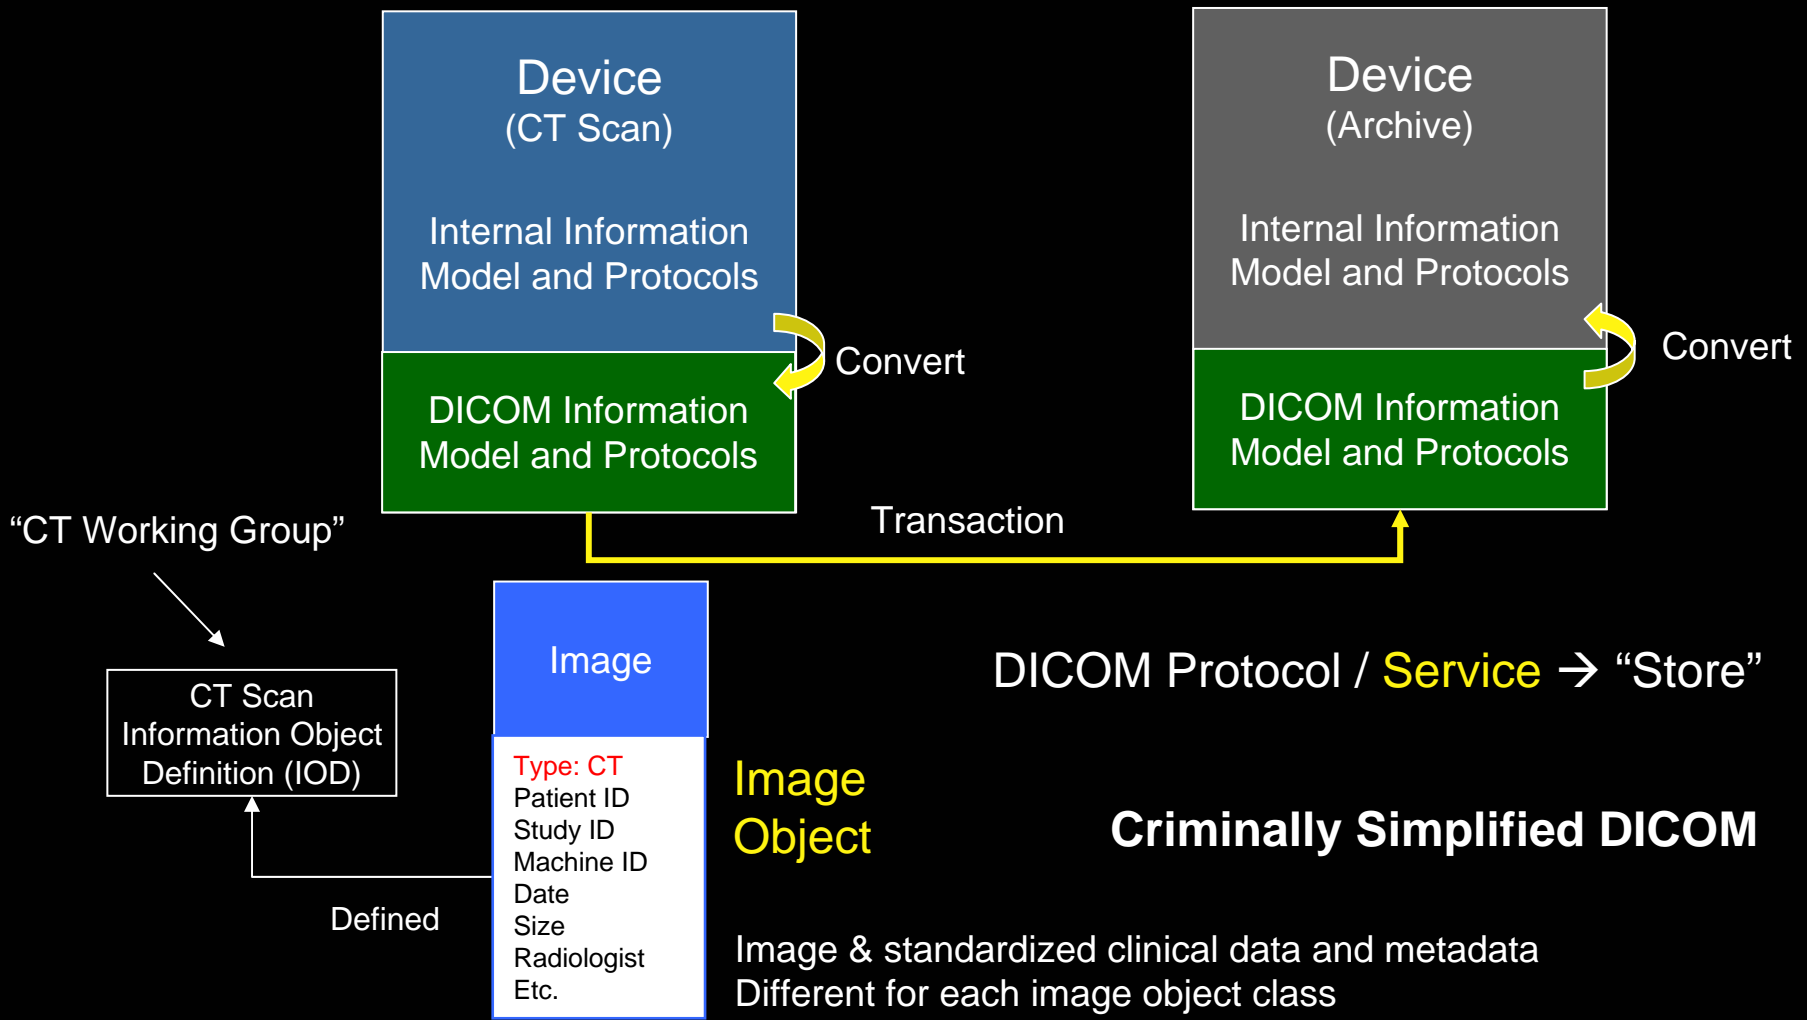 Device
(CT Scan)
Internal Information
Model and Protocols
Convert
DICOM Information
Model and Protocols
Device
(Archive)
Internal Information
Model and Protocols
Convert
DICOM Information
Model and Protocols
Transaction
“CT Working Group”
CT Scan
Information Object
Definition (IOD)
Defined
Image
Type: CT
Patient ID
Study ID
Machine ID
Date
Size
Radiologist
Etc.
Image
Object
DICOM Protocol / Service → “Store”
Criminally Simplified DICOM
Image & standardized clinical data and metadata
Different for each image object class